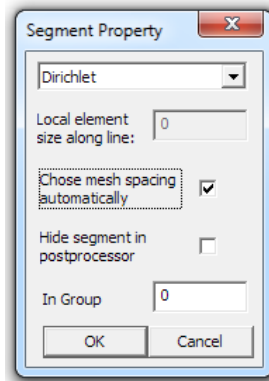 Segment Property
Dirichlet
Local element
size along line:
0
Chose mesh spacing
automatically
Hide segment in
postprocessor
In Group
0
OK
Cancel